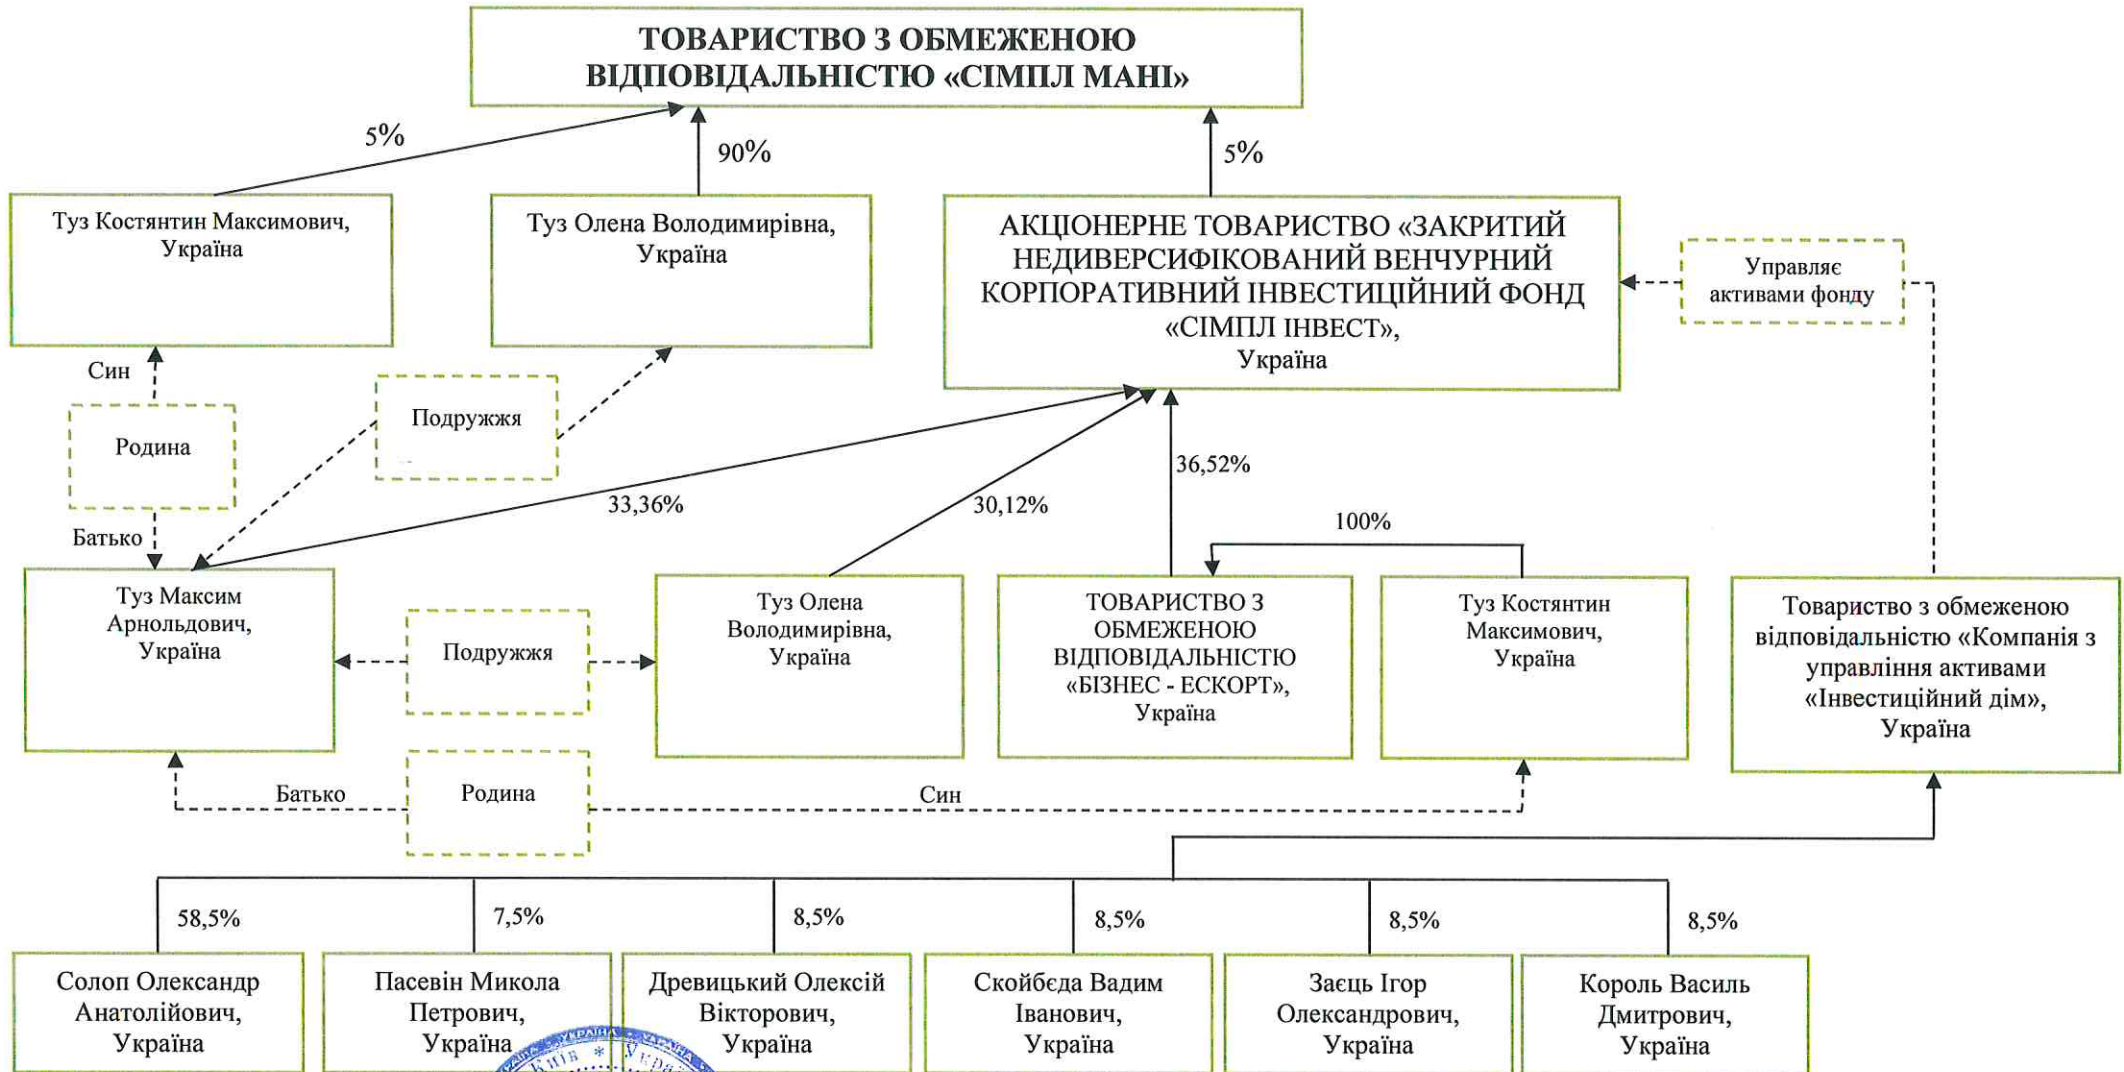 ТОВАРИСТВО З ОБМЕЖЕНОЮ
ВІДПОВІДАЛЬНІСТЮ «СІМПЛ МАНІ»
5%
90%
5%
Туз Костянтин Максимович,
Україна
Туз Олена Володимирівна,
Україна
АКЦІОНЕРНЕ ТОВАРИСТВО «ЗАКРИТИЙ
НЕДИВЕРСИФІКОВАНИЙ ВЕНЧУРНИЙ
КОРПОРАТИВНИЙ ІНВЕСТИЦІЙНИЙ ФОНД
«СІМПЛ ІНВЕСТ»,
Україна
Управляє
активами фонду
Син
Родина
Батько
Подружжя
33,36%
30,12%
36,52%
100%
Туз Максим
Арнольдович,
Україна
Подружжя
Туз Олена
Володимирівна,
Україна
ТОВАРИСТВО З
ОБМЕЖЕНОЮ
ВІДПОВІДАЛЬНІСТЮ
«БІЗНЕС - ЕСКОРТ»,
Україна
Туз Костянтин
Максимович,
Україна
Товариство з обмеженою
відповідальністю «Компанія з
управління активами
«Інвестиційний дім»,
Україна
Батько
Родина
Син
58,5%
7,5%
8,5%
8,5%
8,5%
8,5%
Солоп Олександр
Анатолійович,
Україна
Пасевін Микола
Петрович,
Україна
Древицький Олексій
Вікторович,
Україна
Скойбєда Вадим
Іванович,
Україна
Заєць Ігор
Олександрович,
Україна
Король Василь
Дмитрович,
Україна
УКРАЇНА * УКРАЇНА
Київ *